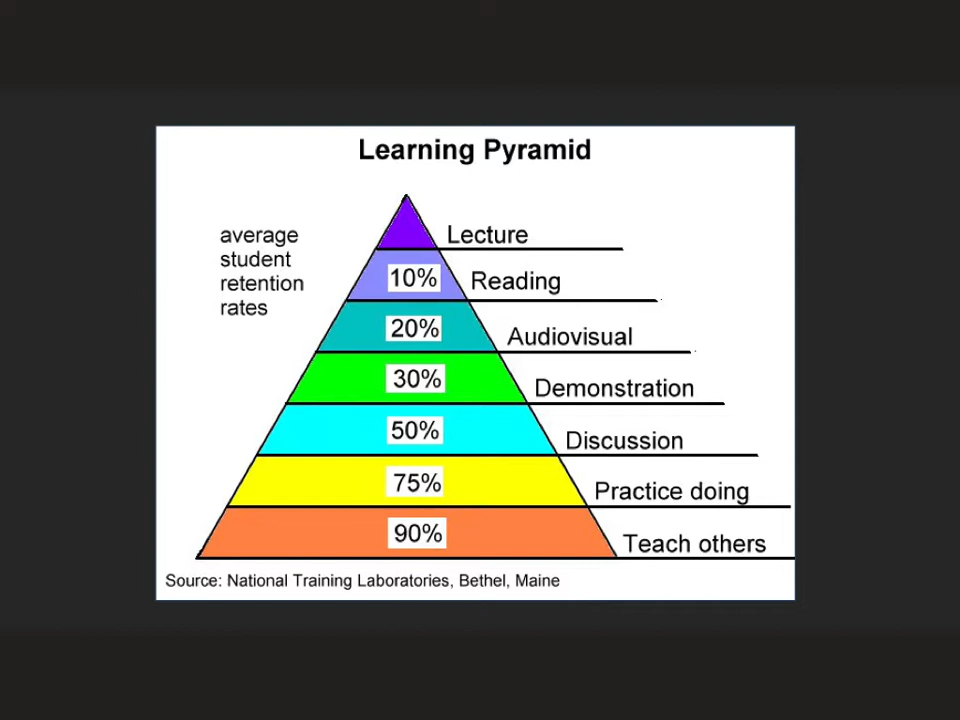 Learning Pyramid
average
student
retention
rates
Lecture
10% Reading
20% Audiovisual
30% Demonstration
50% Discussion
75% Practice doing
90% Teach others
Source: National Training Laboratories, Bethel, Maine